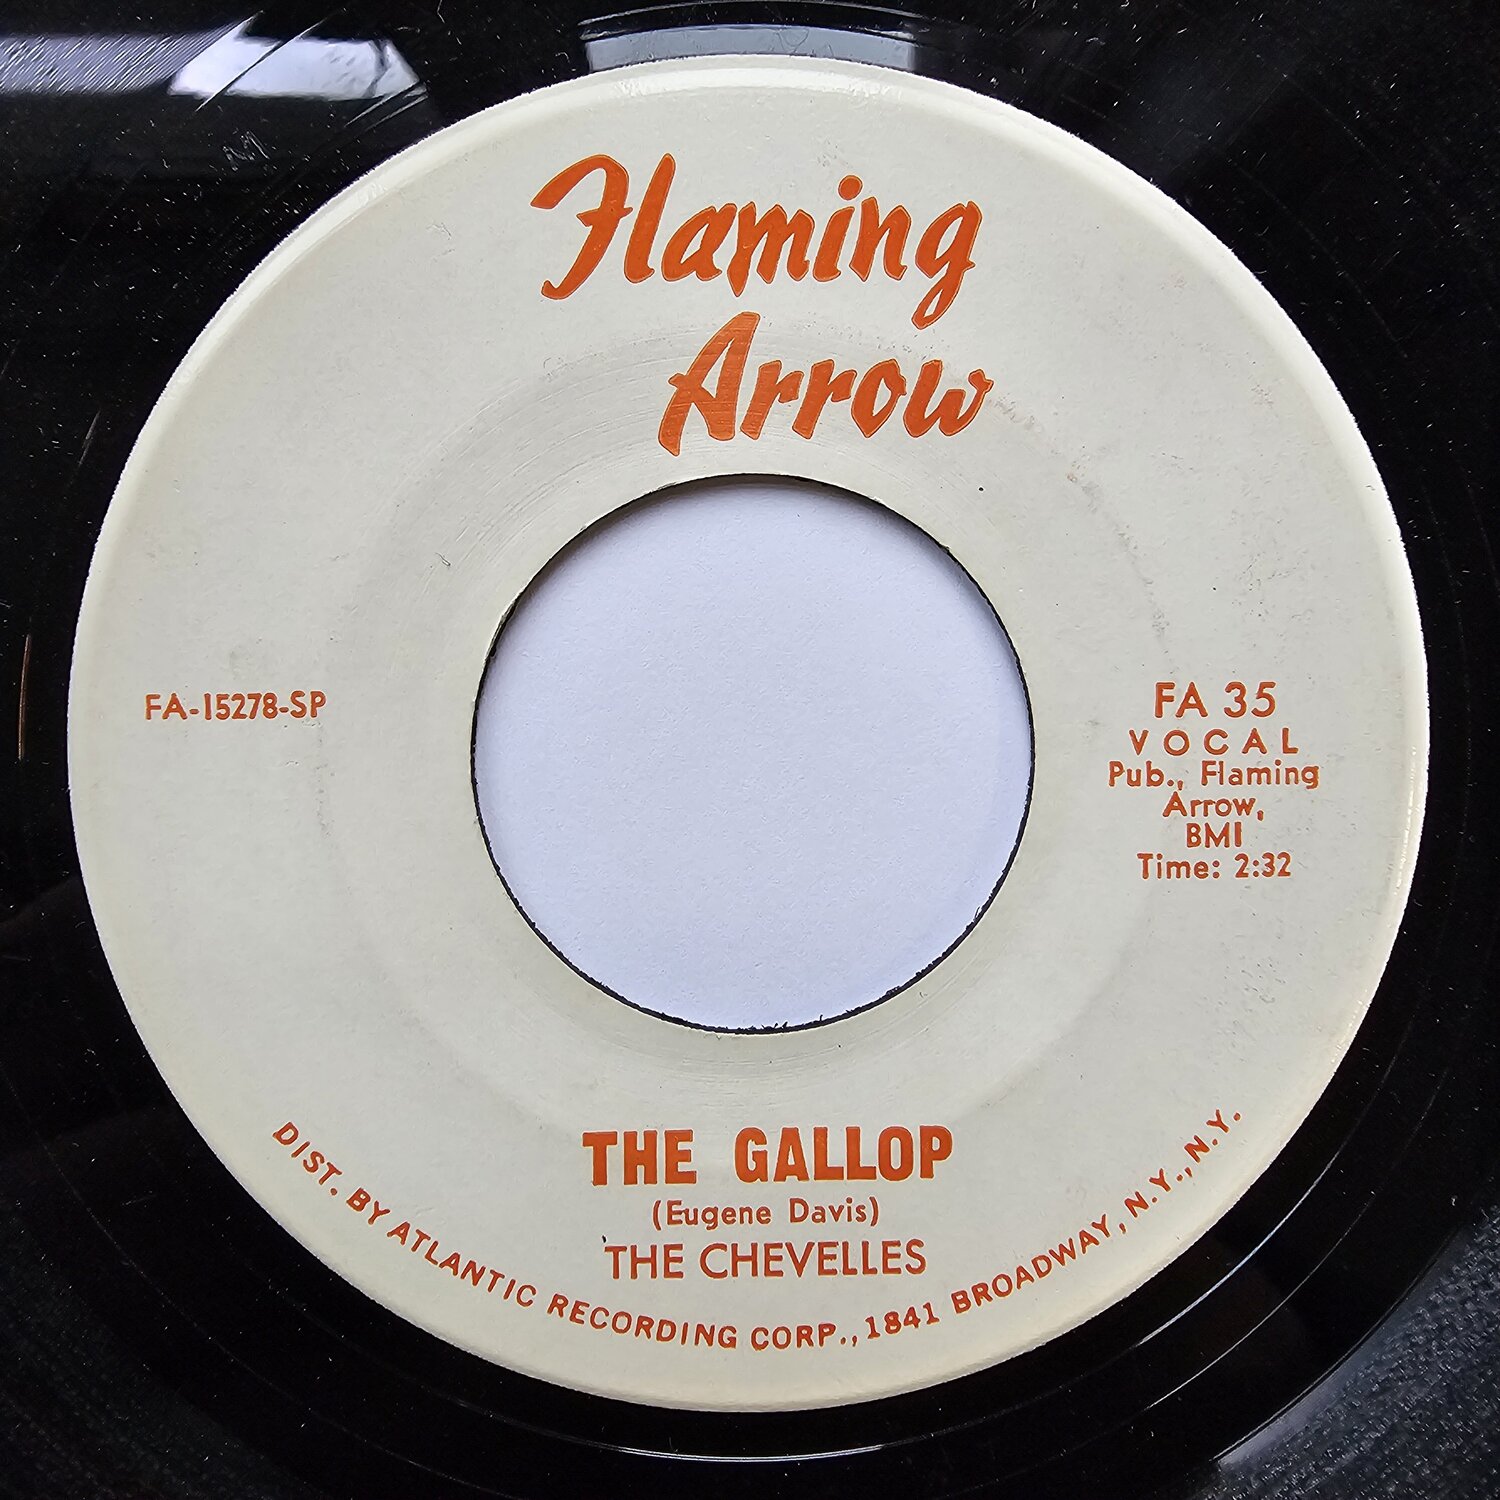 Flaming
Arrow
FA-15278-SP
FA 35
VOCAL
Pub., Flaming
Arrow,
BMI
Time: 2:32
THE GALLOP
(Eugene Davis)
THE CHEVELLES
DIST. BY ATLANTIC RECORDING CORP., 1841 BROADWAY, N.Y., N.Y.